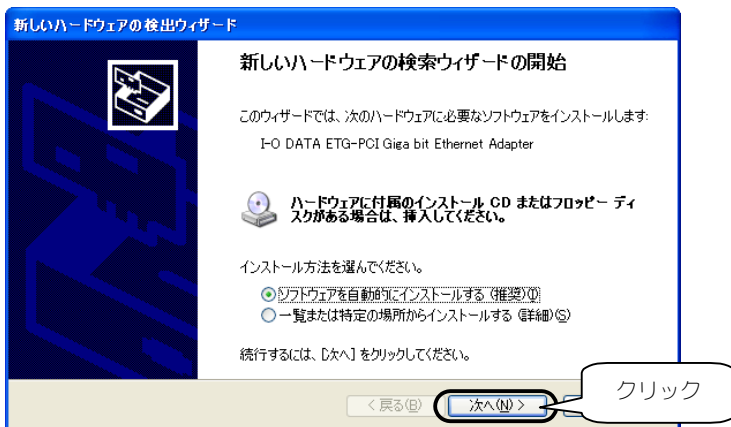 新しいハードウェアの検出ウィザード
新しいハードウェアの検索ウィザードの開始
このウィザードでは、次のハードウェアに必要なソフトウェアをインストールします:
I-O DATA ETG-PCI Giga bit Ethernet Adapter
ハードウェアに付属のインストール CD またはフロッピー ディ
スクがある場合は、挿入してください。
インストール方法を選んでください。
ソフトウェアを自動的にインストールする (推奨)(I)
一覧または特定の場所からインストールする (詳細)(S)
続行するには、[次へ] をクリックしてください。
クリック
< 戻る(B)
次へ(N) >